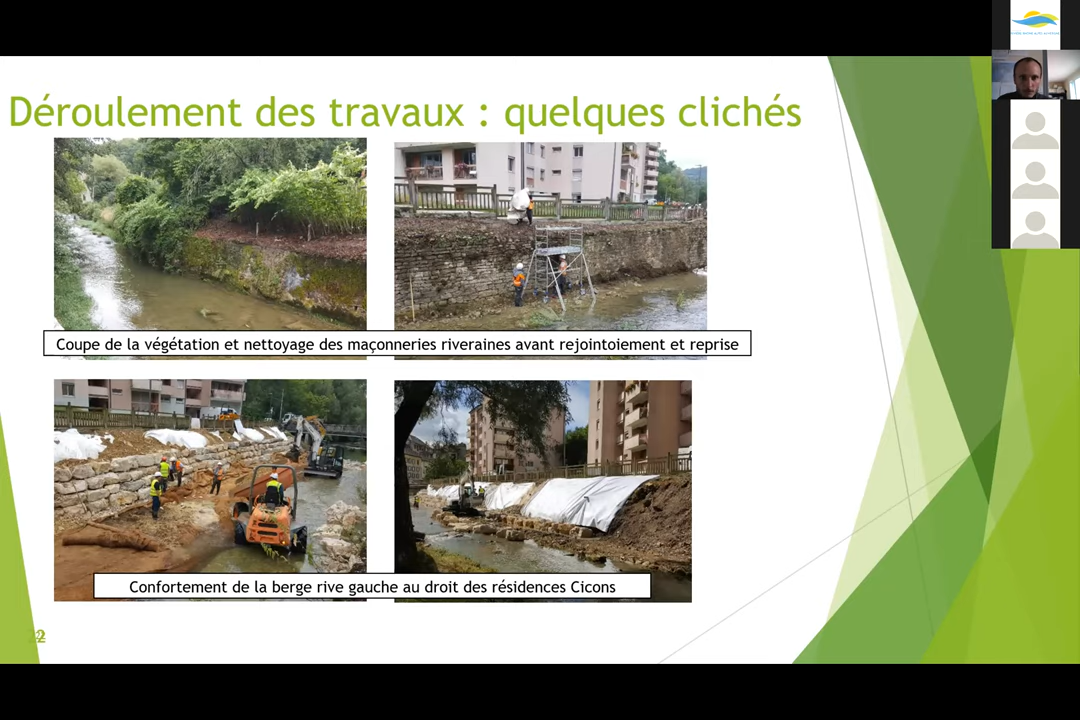 Déroulement des travaux : quelques clichés
Coupe de la végétation et nettoyage des maçonneries riveraines avant rejointoiement et reprise
Confortement de la berge rive gauche au droit des résidences Cicons